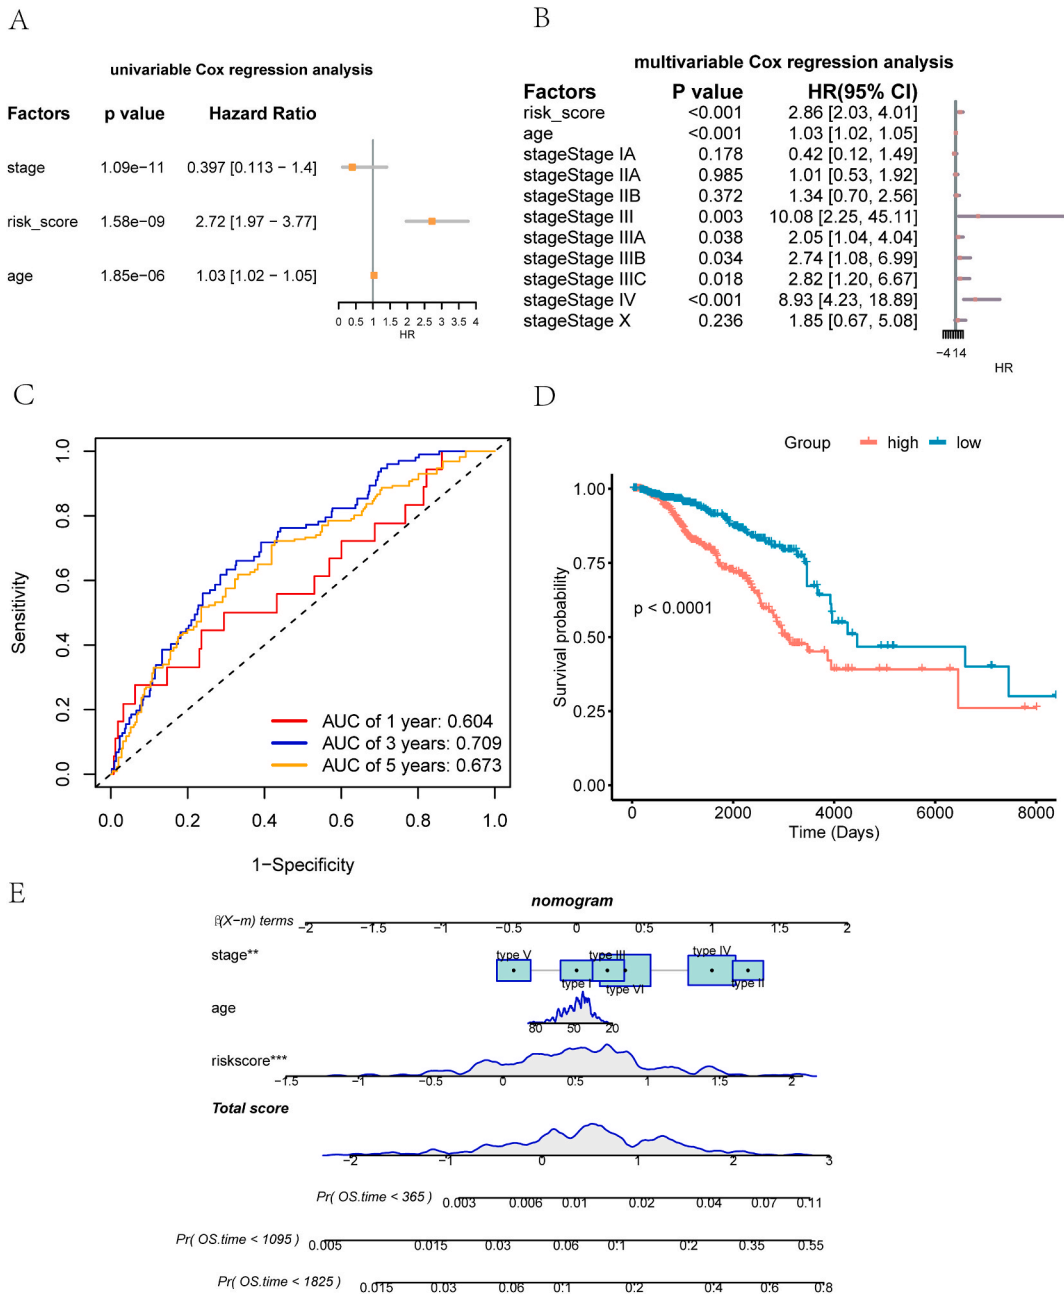 A
univariable Cox regression analysis
Factors p value Hazard Ratio
stage 1.09e−11 0.397 [0.113 − 1.4]
risk_score 1.58e−09 2.72 [1.97 − 3.77]
age 1.85e−06 1.03 [1.02 − 1.05]
0 0.5 1 1.5 2 2.5 3 3.5 4
HR
B
multivariable Cox regression analysis
Factors P value HR(95% CI)
risk_score <0.001 2.86 [2.03, 4.01]
age <0.001 1.03 [1.02, 1.05]
stageStage IA 0.178 0.42 [0.12, 1.49]
stageStage IIA 0.985 1.01 [0.53, 1.92]
stageStage IIB 0.372 1.34 [0.70, 2.56]
stageStage III 0.003 10.08 [2.25, 45.11]
stageStage IIIA 0.038 2.05 [1.04, 4.04]
stageStage IIIB 0.034 2.74 [1.08, 6.99]
stageStage IIIC 0.018 2.82 [1.20, 6.67]
stageStage IV <0.001 8.93 [4.23, 18.89]
stageStage X 0.236 1.85 [0.67, 5.08]
−414
HR
C
Sensitivity
1.0
0.8
0.6
0.4
0.2
0.0
AUC of 1 year: 0.604
AUC of 3 years: 0.709
AUC of 5 years: 0.673
0.0 0.2 0.4 0.6 0.8 1.0
1−Specificity
D
Group high low
Survival probability
1.00
0.75
0.50
0.25
0.00
p < 0.0001
0 2000 4000 6000 8000
Time (Days)
E
nomogram
(X−m) terms
−2 −1.5 −1 −0.5 0 0.5 1 1.5 2
stage**
type V type III type IV
type I type VI type II
age
80 50 20
riskscore***
−1.5 −1 −0.5 0 0.5 1 1.5 2
Total score
−2 −1 0 1 2 3
Pr( OS.time < 365 )
0.003 0.006 0.01 0.02 0.04 0.07 0.11
Pr( OS.time < 1095 )
0.005 0.015 0.03 0.06 0.1 0.2 0.35 0.55
Pr( OS.time < 1825 )
0.015 0.03 0.06 0.1 0.2 0.4 0.6 0.8